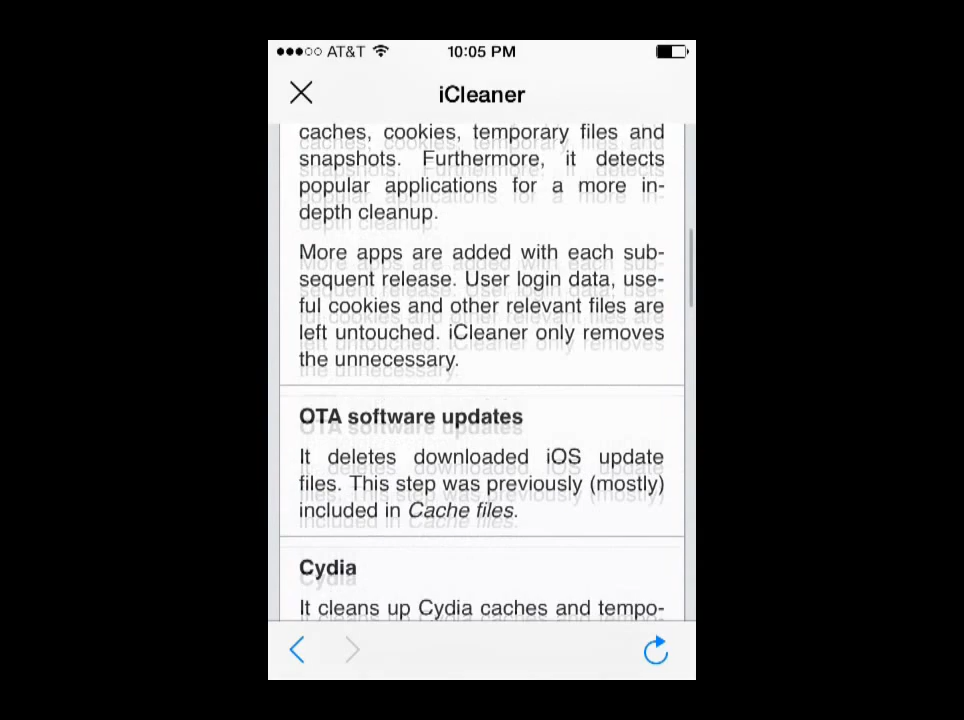 AT&T 10:05 PM
iCleaner
caches, cookies, temporary files and
snapshots. Furthermore, it detects
popular applications for a more in-
depth cleanup.
More apps are added with each sub-
sequent release. User login data, use-
ful cookies and other relevant files are
left untouched. iCleaner only removes
the unnecessary.
OTA software updates
It deletes downloaded iOS update
files. This step was previously (mostly)
included in Cache files.
Cydia
It cleans up Cydia caches and tempo-